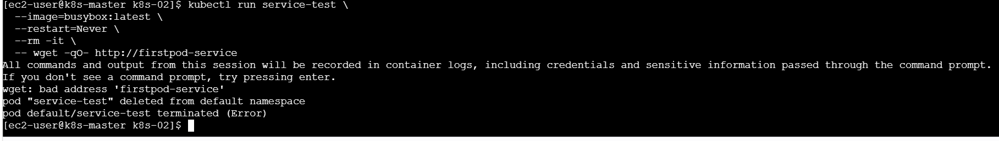 [ec2-user@k8s-master k8s-02]$ kubectl run service-test \
  --image=busybox:latest \
  --restart=Never \
  --rm -it \
  -- wget -qO- http://firstpod-service
All commands and output from this session will be recorded in container logs, including credentials and sensitive information passed through the command prompt.
If you don't see a command prompt, try pressing enter.
wget: bad address 'firstpod-service'
pod "service-test" deleted from default namespace
pod default/service-test terminated (Error)
[ec2-user@k8s-master k8s-02]$